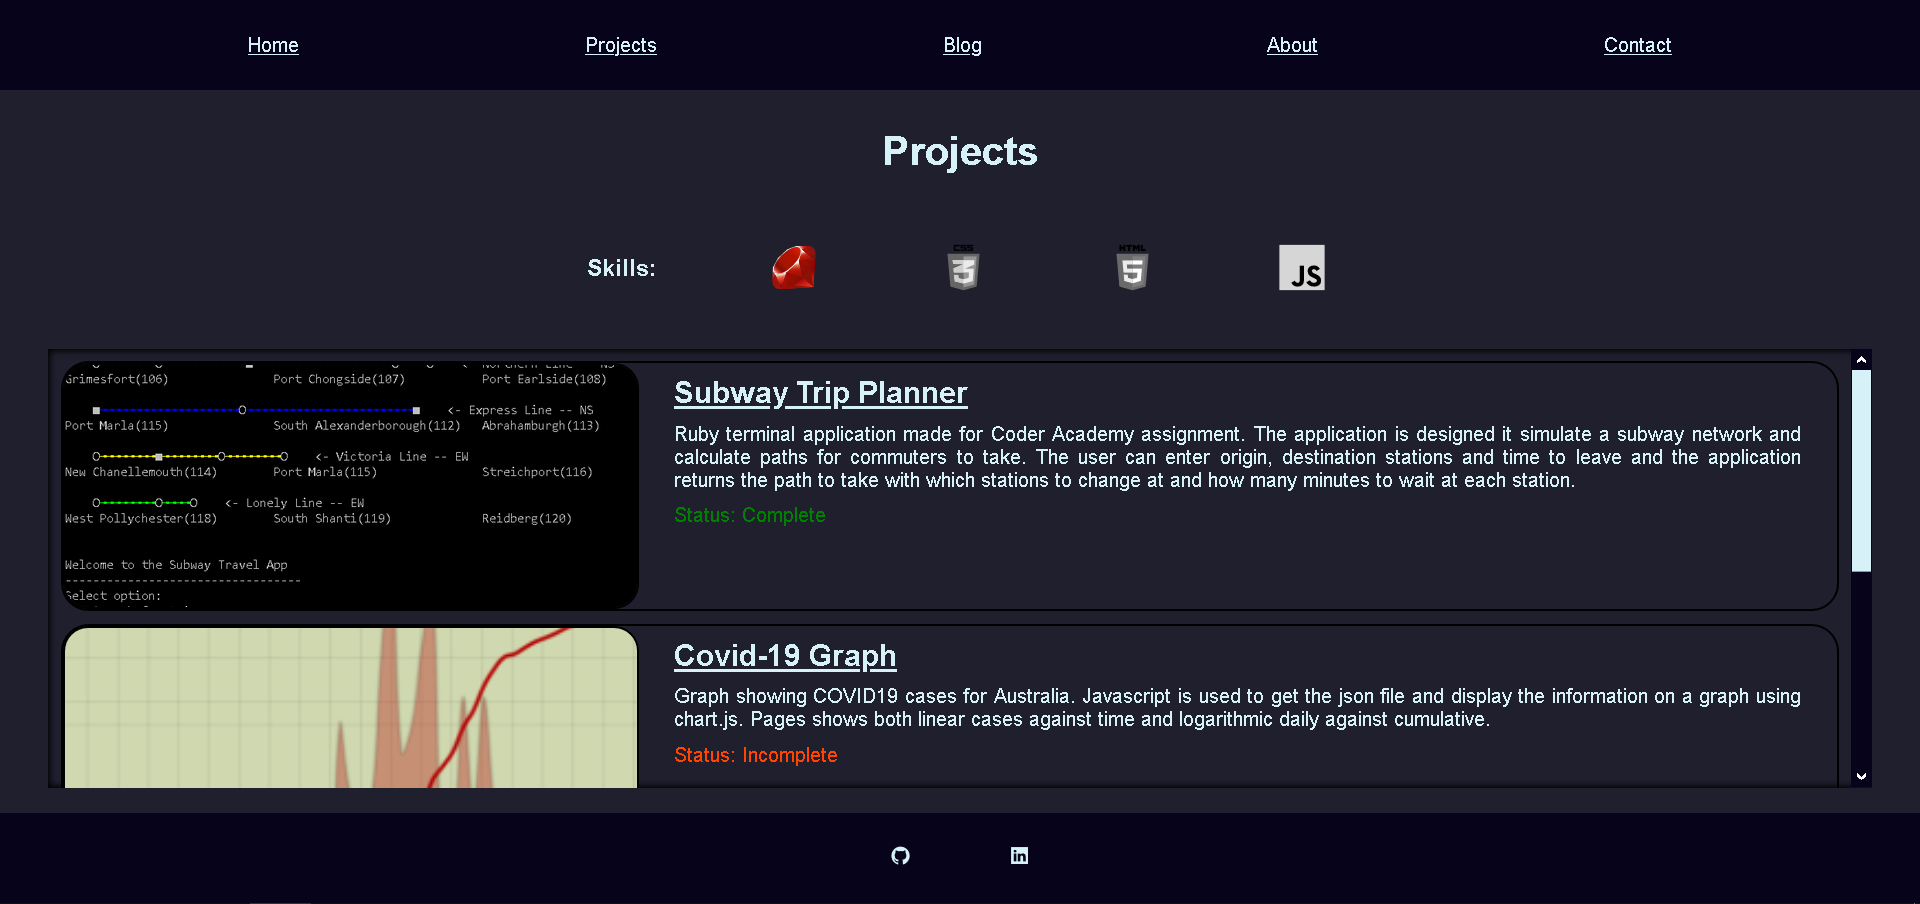 Home Projects Blog About Contact
Projects
Skills:
CSS
3
HTML
5
JS
Northern Line -- NS
Grimesfort(106) Port Chongside(107) Port Earlside(108)
<- Express Line -- NS
Port Marla(115) South Alexanderborough(112) Abrahamburgh(113)
<- Victoria Line -- EW
New Chanellemouth(114) Port Marla(115) Streichport(116)
<- Lonely Line -- EW
West Pollychester(118) South Shanti(119) Reidberg(120)
Welcome to the Subway Travel App
----------------------------------
Select option:
Subway Trip Planner
Ruby terminal application made for Coder Academy assignment. The application is designed it simulate a subway network and
calculate paths for commuters to take. The user can enter origin, destination stations and time to leave and the application
returns the path to take with which stations to change at and how many minutes to wait at each station.
Status: Complete
Covid-19 Graph
Graph showing COVID19 cases for Australia. Javascript is used to get the json file and display the information on a graph using
chart.js. Pages shows both linear cases against time and logarithmic daily against cumulative.
Status: Incomplete
in